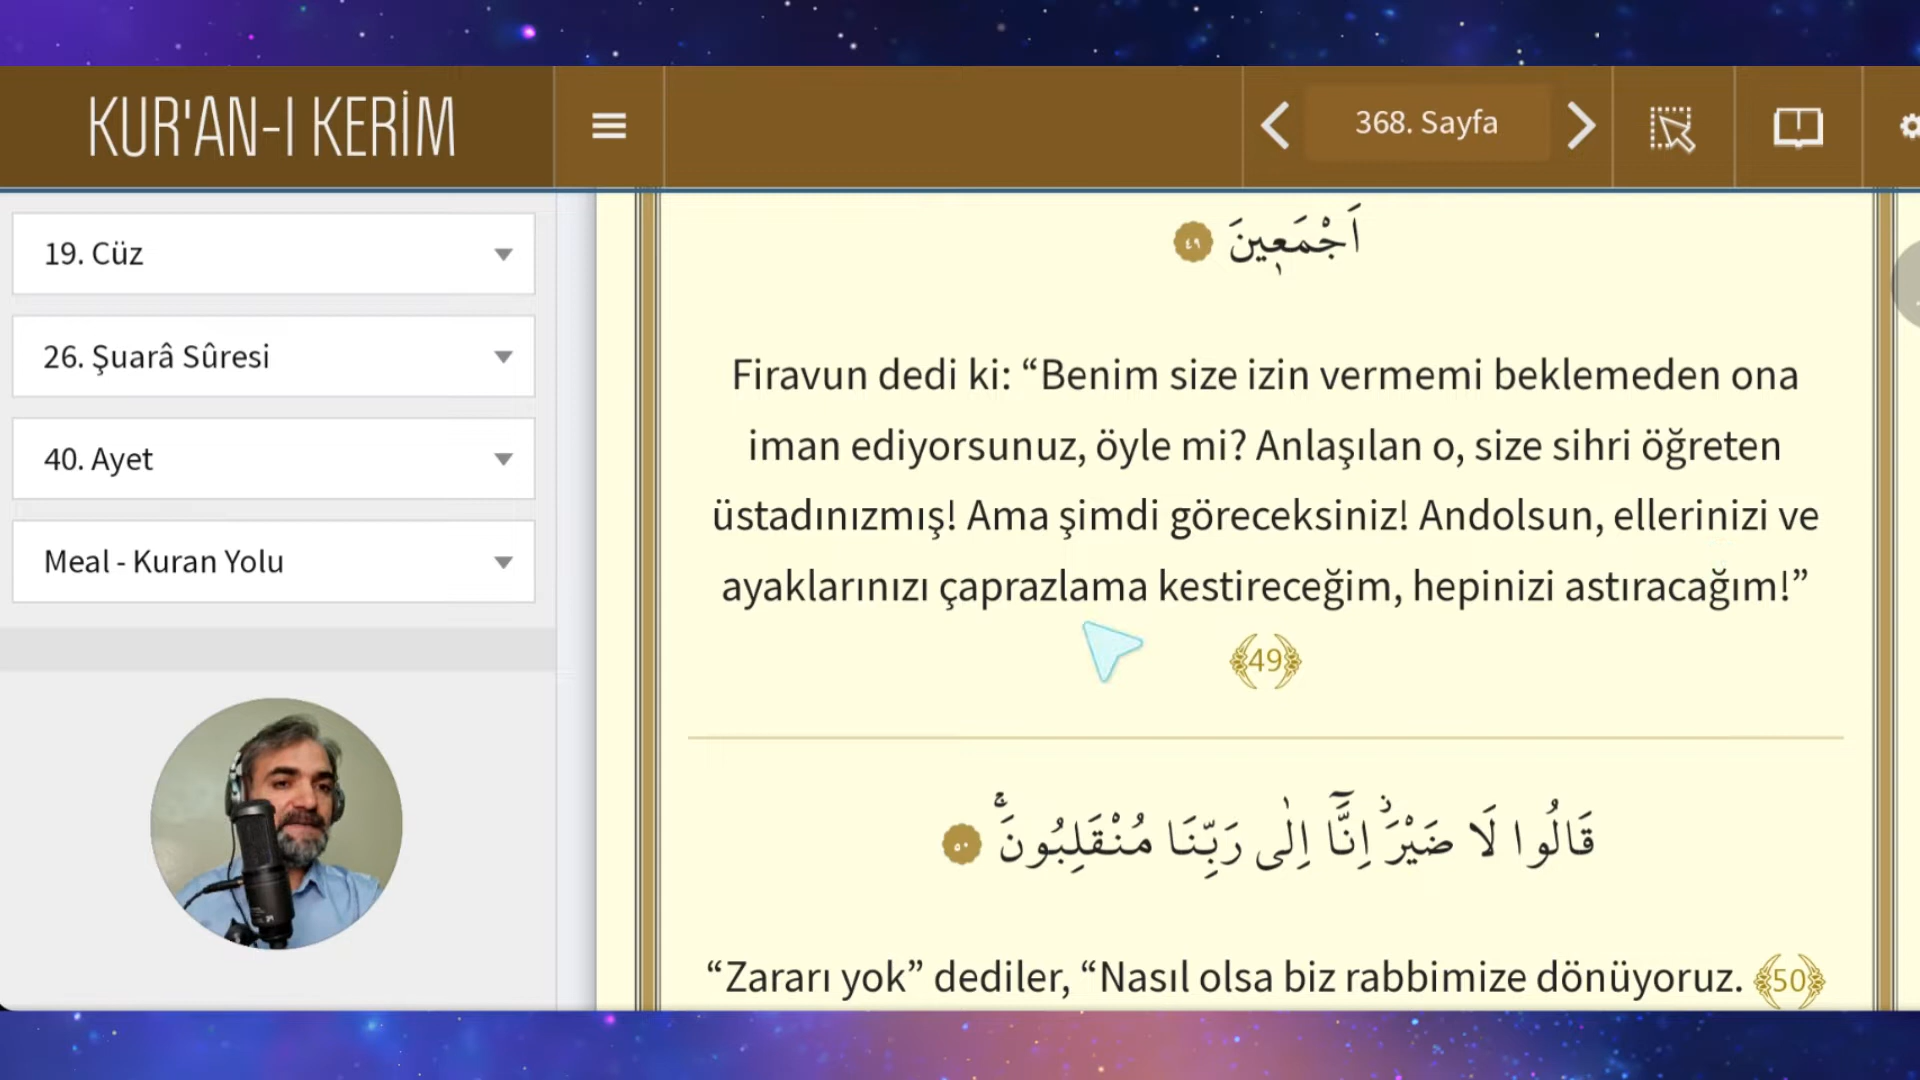 KUR'AN-I KERİM
368. Sayfa
19. Cüz
26. Şuarâ Sûresi
40. Ayet
Meal - Kuran Yolu
اَجْمَع۪ينَ ٤٩
Firavun dedi ki: “Benim size izin vermemi beklemeden ona
iman ediyorsunuz, öyle mi? Anlaşılan o, size sihri öğreten
üstadınızmış! Ama şimdi göreceksiniz! Andolsun, ellerinizi ve
ayaklarınızı çaprazlama kestireceğim, hepinizi astıracağım!”
49
قَالُوا لَا ضَيْرَۘ اِنَّٓا اِلٰى رَبِّنَا مُنْقَلِبُونَۚ ٥٠
“Zararı yok” dediler, “Nasıl olsa biz rabbimize dönüyoruz. 50